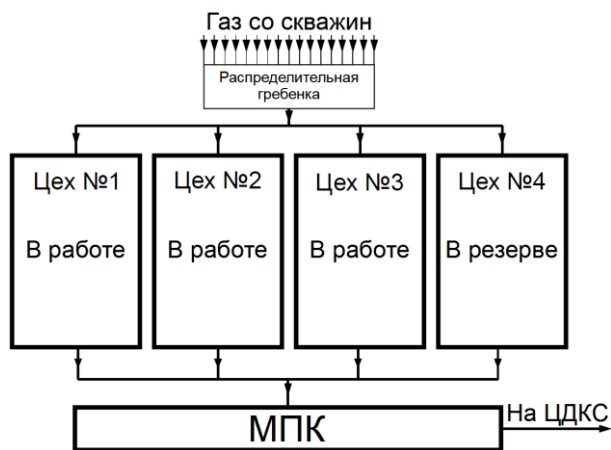 Газ со скважин
Распределительная
гребенка
Цех №1
Цех №2
Цех №3
Цех №4
В работе
В работе
В работе
В резерве
МПК
На ЦДКС